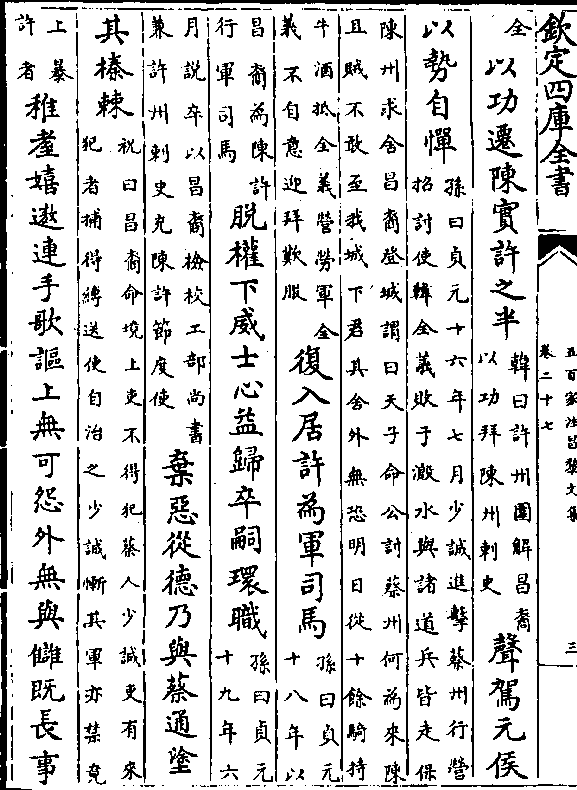 欽定四庫全書
五百家注昌黎文集
卷二十七
三
全
以功遷陳實許之半
韓曰許州圍解昌裔
以功拜陳州刺史
聲駕元侯
以勢自憚
孫曰貞元十六年七月少誠進擊蔡州行營
招討使韓全義敗于溵水與諸道兵皆走保
陳州求舍昌裔登城謂曰天子命公討蔡州何為來陳
且賊不敢至我城下君其舍外無恐明日從十餘騎持
牛酒抵全義營勞軍全
義不自意迎拜歎服
復入居許為軍司馬
孫曰貞元
十八年以
昌裔為陳許
行軍司馬
脫權下威士心益歸卒嗣環職
孫曰貞元
十九年六
月說卒以昌裔檢校工部尚書
兼許州刺史充陳許節度使
棄惡從德乃與蔡通塗
其榛棘
祝曰昌裔命境上吏不得犯蔡人少誠吏有來
犯者捕得縛送使自治之少誠慚其軍亦禁竟
上暴
許者
稚耋嬉遨連手歌謳上無可怨外無與讎既長事